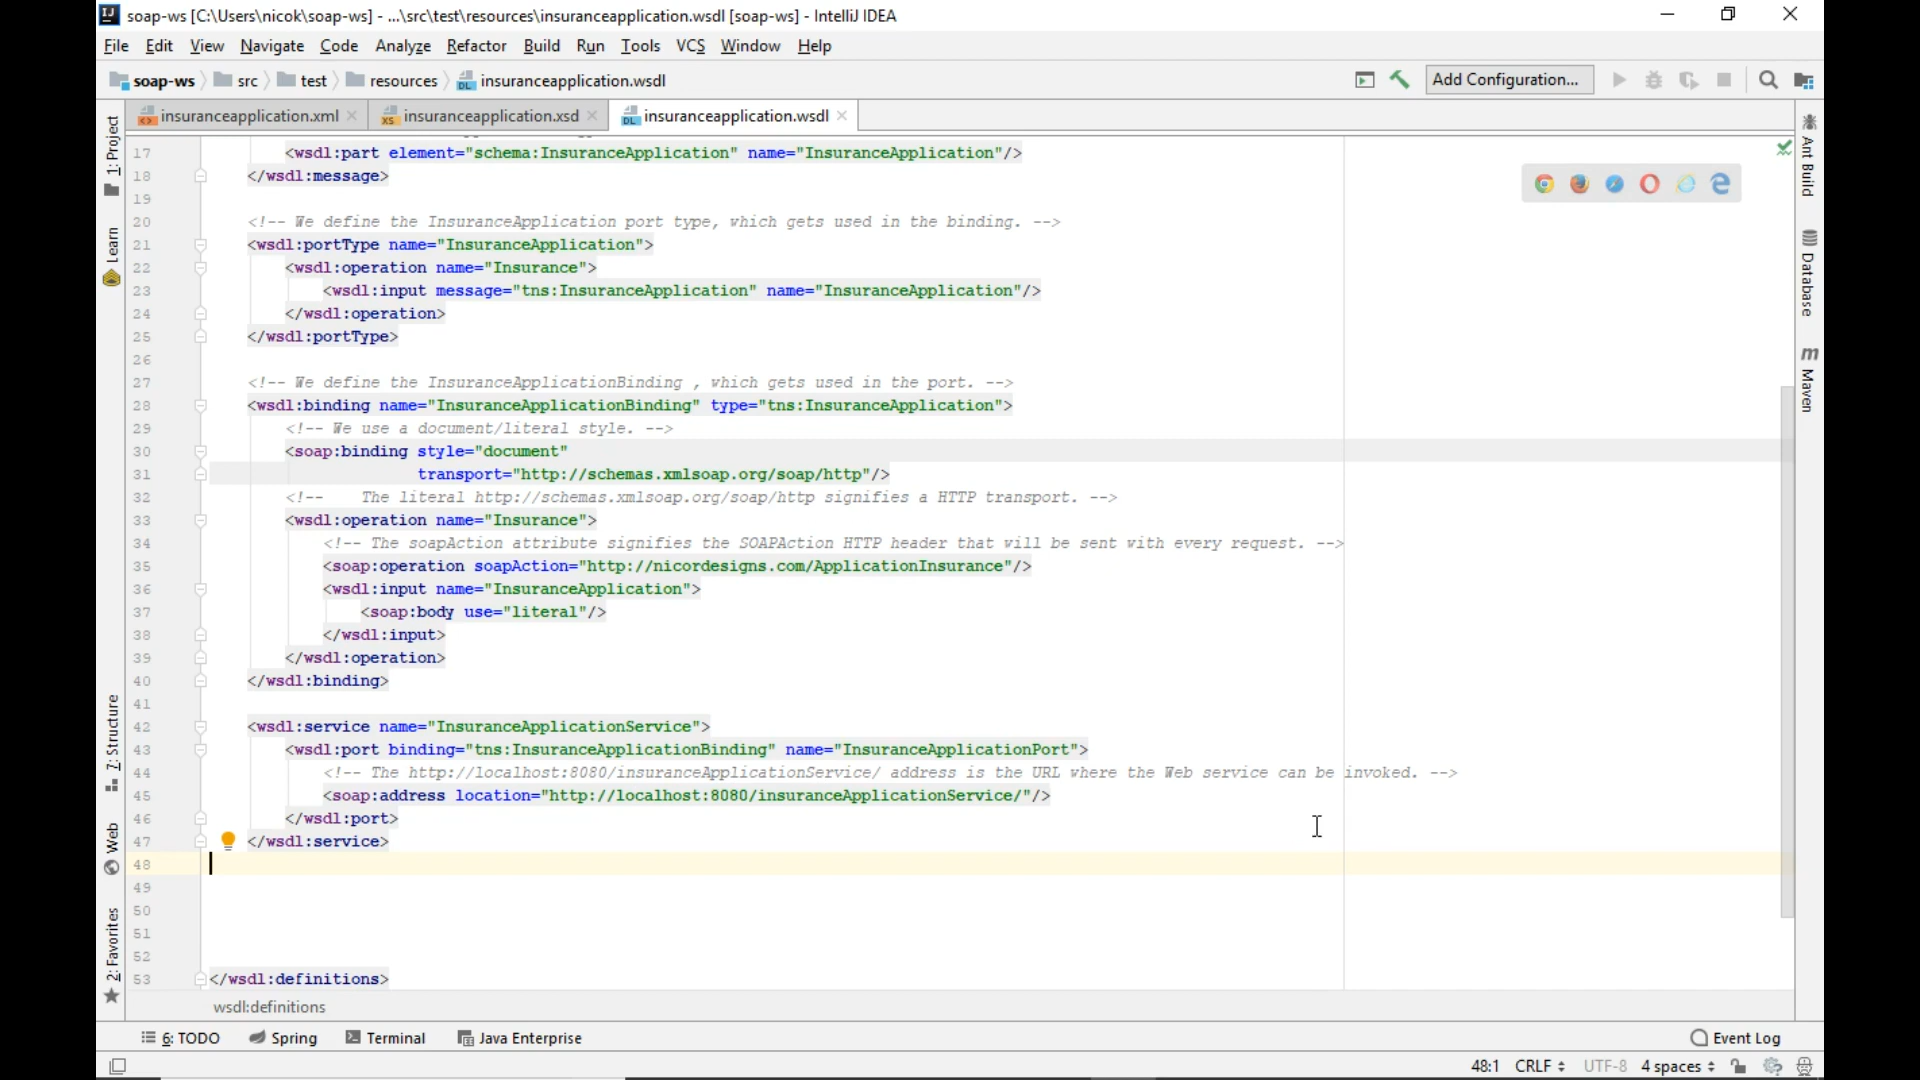 soap-ws [C:\Users\nicok\soap-ws] - ...\src\test\resources\insuranceapplication.wsdl [soap-ws] - IntelliJ IDEA
File Edit View Navigate Code Analyze Refactor Build Run Tools VCS Window Help
soap-ws src test resources insuranceapplication.wsdl Add Configuration...
insuranceapplication.xml insuranceapplication.xsd insuranceapplication.wsdl
1: Project
Learn
7: Structure
Web
2: Favorites
17 <wsdl:part element="schema:InsuranceApplication" name="InsuranceApplication"/>
18 </wsdl:message>
19
20 <!-- We define the InsuranceApplication port type, which gets used in the binding. -->
21 <wsdl:portType name="InsuranceApplication">
22 <wsdl:operation name="Insurance">
23 <wsdl:input message="tns:InsuranceApplication" name="InsuranceApplication"/>
24 </wsdl:operation>
25 </wsdl:portType>
26
27 <!-- We define the InsuranceApplicationBinding , which gets used in the port. -->
28 <wsdl:binding name="InsuranceApplicationBinding" type="tns:InsuranceApplication">
29 <!-- We use a document/literal style. -->
30 <soap:binding style="document"
31 transport="http://schemas.xmlsoap.org/soap/http"/>
32 <!-- The literal http://schemas.xmlsoap.org/soap/http signifies a HTTP transport. -->
33 <wsdl:operation name="Insurance">
34 <!-- The soapAction attribute signifies the SOAPAction HTTP header that will be sent with every request. -->
35 <soap:operation soapAction="http://nicordesigns.com/ApplicationInsurance"/>
36 <wsdl:input name="InsuranceApplication">
37 <soap:body use="literal"/>
38 </wsdl:input>
39 </wsdl:operation>
40 </wsdl:binding>
41
42 <wsdl:service name="InsuranceApplicationService">
43 <wsdl:port binding="tns:InsuranceApplicationBinding" name="InsuranceApplicationPort">
44 <!-- The http://localhost:8080/insuranceApplicationService/ address is the URL where the Web service can be invoked. -->
45 <soap:address location="http://localhost:8080/insuranceApplicationService/"/>
46 </wsdl:port>
47 </wsdl:service>
48
49
50
51
52
53 </wsdl:definitions>
Ant Build
Database
Maven
wsdl:definitions
6: TODO Spring Terminal Java Enterprise Event Log
48:1 CRLF UTF-8 4 spaces